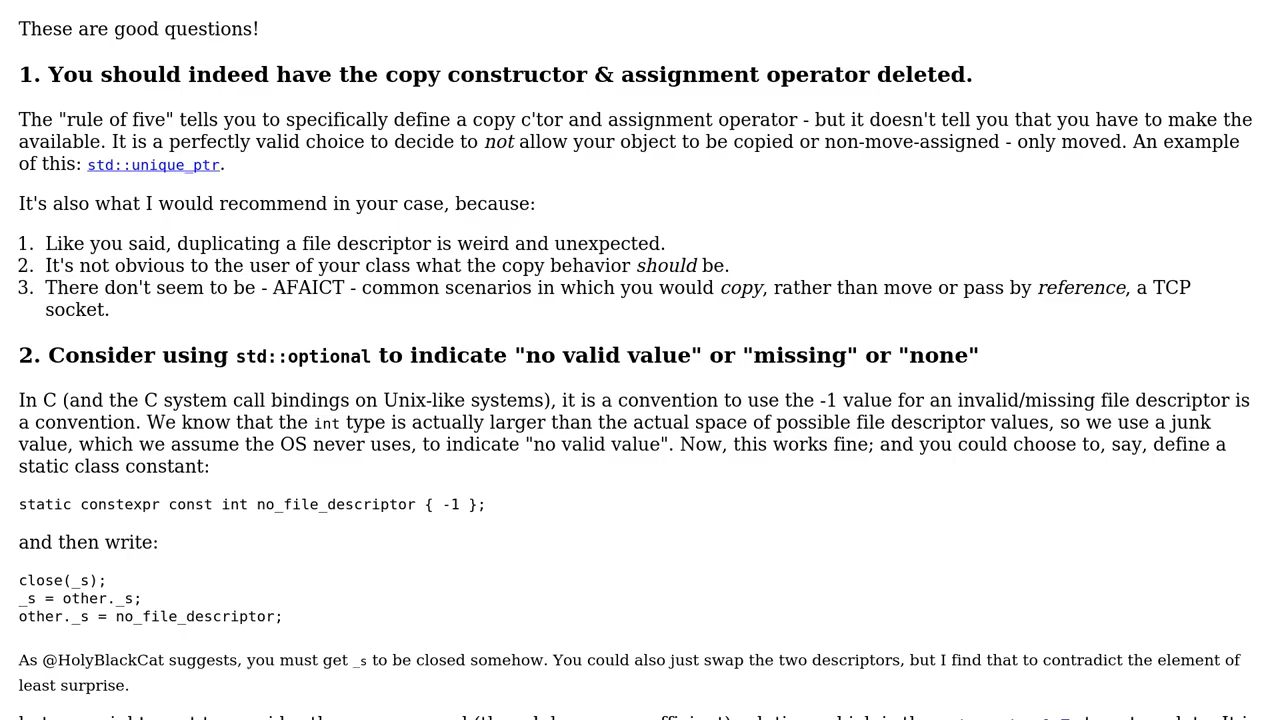 These are good questions!
1. You should indeed have the copy constructor & assignment operator deleted.
The "rule of five" tells you to specifically define a copy c'tor and assignment operator - but it doesn't tell you that you have to make the
available. It is a perfectly valid choice to decide to not allow your object to be copied or non-move-assigned - only moved. An example
of this: std::unique_ptr.
It's also what I would recommend in your case, because:
1. Like you said, duplicating a file descriptor is weird and unexpected.
2. It's not obvious to the user of your class what the copy behavior should be.
3. There don't seem to be - AFAICT - common scenarios in which you would copy, rather than move or pass by reference, a TCP
socket.
2. Consider using std::optional to indicate "no valid value" or "missing" or "none"
In C (and the C system call bindings on Unix-like systems), it is a convention to use the -1 value for an invalid/missing file descriptor is
a convention. We know that the int type is actually larger than the actual space of possible file descriptor values, so we use a junk
value, which we assume the OS never uses, to indicate "no valid value". Now, this works fine; and you could choose to, say, define a
static class constant:
static constexpr const int no_file_descriptor { -1 };
and then write:
close(_s);
_s = other._s;
other._s = no_file_descriptor;
As @HolyBlackCat suggests, you must get _s to be closed somehow. You could also just swap the two descriptors, but I find that to contradict the element of
least surprise.